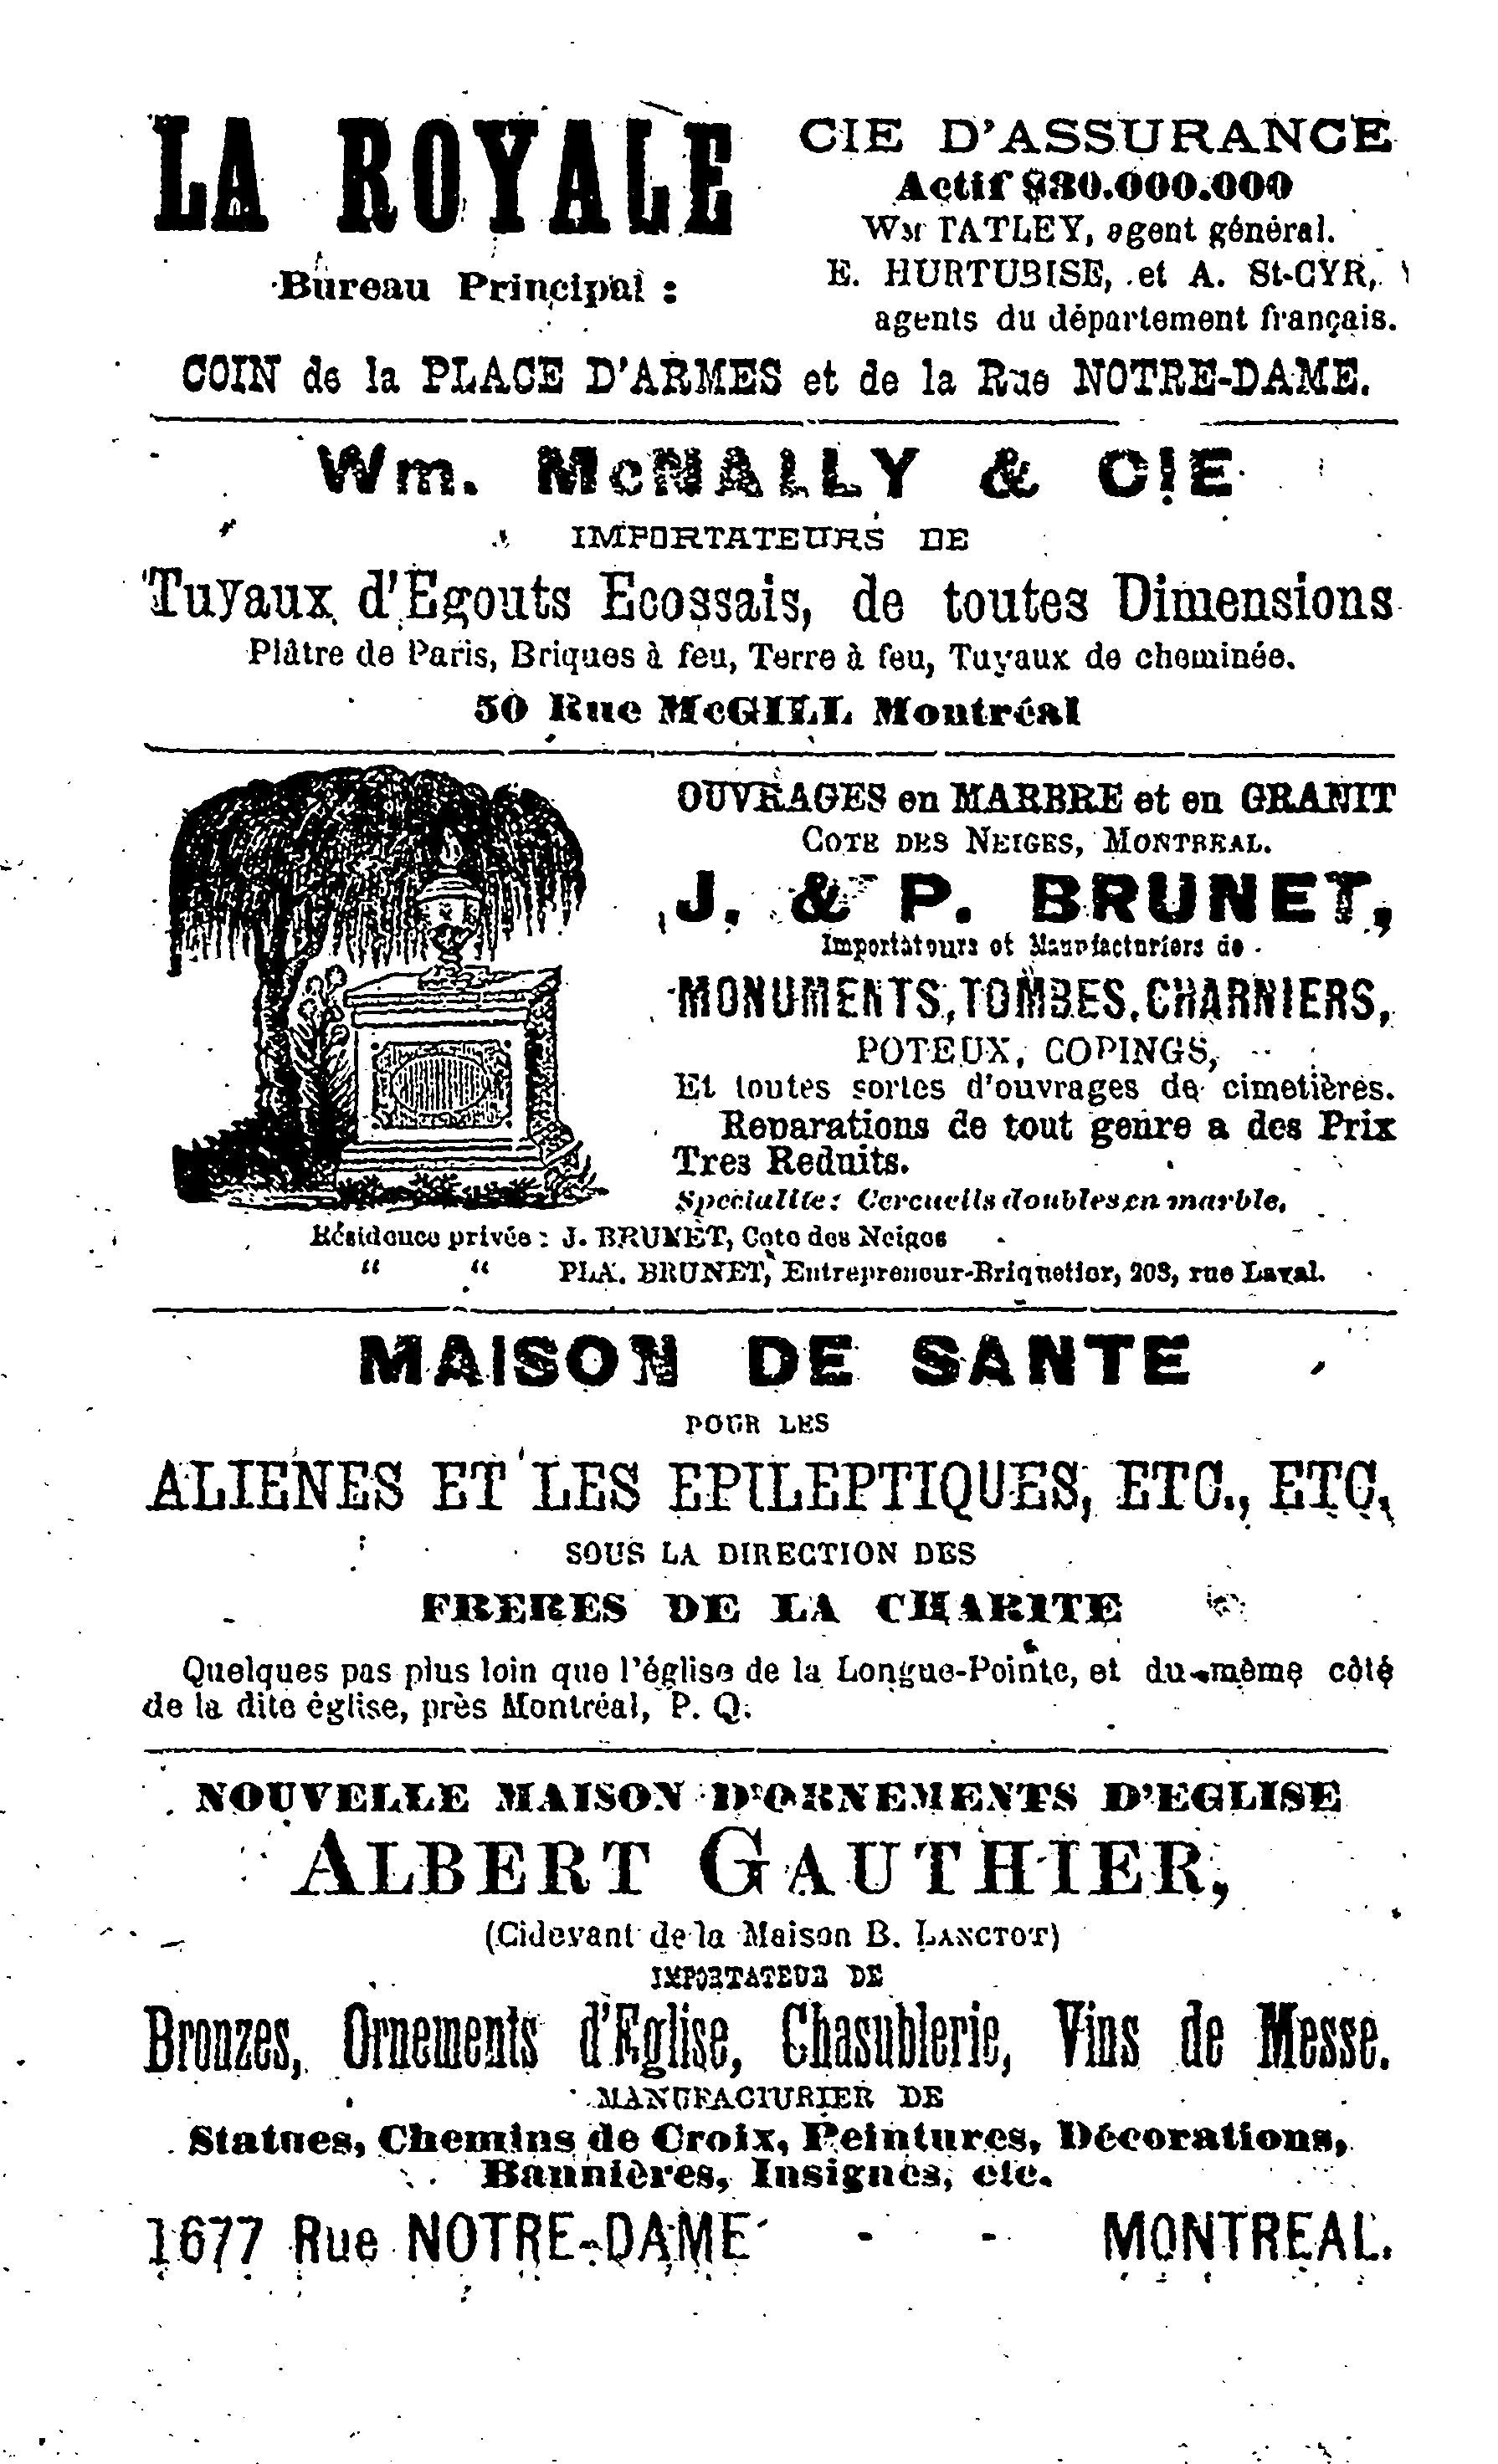 LA ROYALE
CIE D'ASSURANCE
Actif $30.000.000
Wм TATLEY, agent général.
E. HURTUBISE, et A. St-CYR,
agents du département français.
Bureau Principal :
COIN de la PLACE D'ARMES et de la Rue NOTRE-DAME.
Wm. McNALLY & CIE
IMPORTATEURS DE
Tuyaux d'Egouts Ecossais, de toutes Dimensions
Plâtre de Paris, Briques à feu, Terre à feu, Tuyaux de cheminée.
50 Rue McGILL Montréal
OUVRAGES en MARBRE et en GRANIT
COTE DES NEIGES, MONTREAL.
J. & P. BRUNET,
Importateurs et Manufacturiers de
MONUMENTS, TOMBES, CHARNIERS,
POTEUX, COPINGS,
Et toutes sortes d'ouvrages de cimetières.
Reparations de tout genre a des Prix
Tres Reduits.
Specialite: Cercueils doubles en marble,
Résidence privée : J. BRUNET, Cote des Neiges
“ “ PLA. BRUNET, Entrepreneur-Briquetier, 203, rue Laval.
MAISON DE SANTE
POUR LES
ALIENES ET LES EPILEPTIQUES, ETC., ETC,
SOUS LA DIRECTION DES
FRERES DE LA CHARITE
Quelques pas plus loin que l'église de la Longue-Pointe, et du même côté
de la dite église, près Montréal, P. Q.
NOUVELLE MAISON D'ORNEMENTS D'EGLISE
ALBERT GAUTHIER,
(Cidevant de la Maison B. LANCTOT)
IMPORTATEUR DE
Bronzes, Ornements d'Eglise, Chasublerie, Vins de Messe.
MANUFACTURIER DE
Statues, Chemins de Croix, Peintures, Décorations,
Bannières, Insignes, etc.
1677 Rue NOTRE-DAME - - MONTREAL.